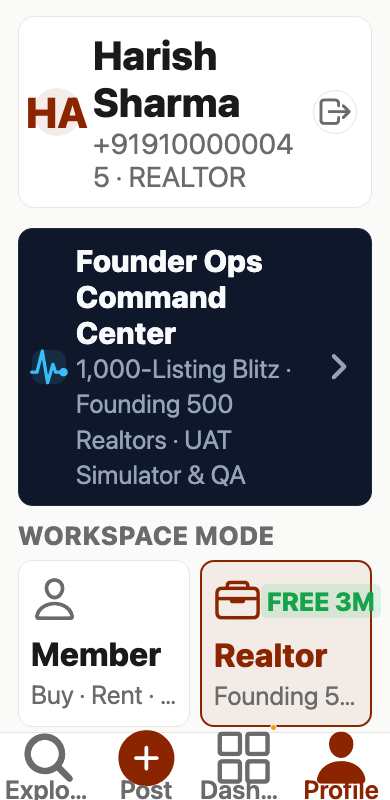 Harish
Sharma
HA
+9191000004
5 · REALTOR
Founder Ops
Command
Center
1,000-Listing Blitz ·
Founding 500
Realtors · UAT
Simulator & QA
WORKSPACE MODE
FREE 3M
Member
Realtor
Buy · Rent · ...
Founding 5...
Explo...
Post
Dash...
Profile